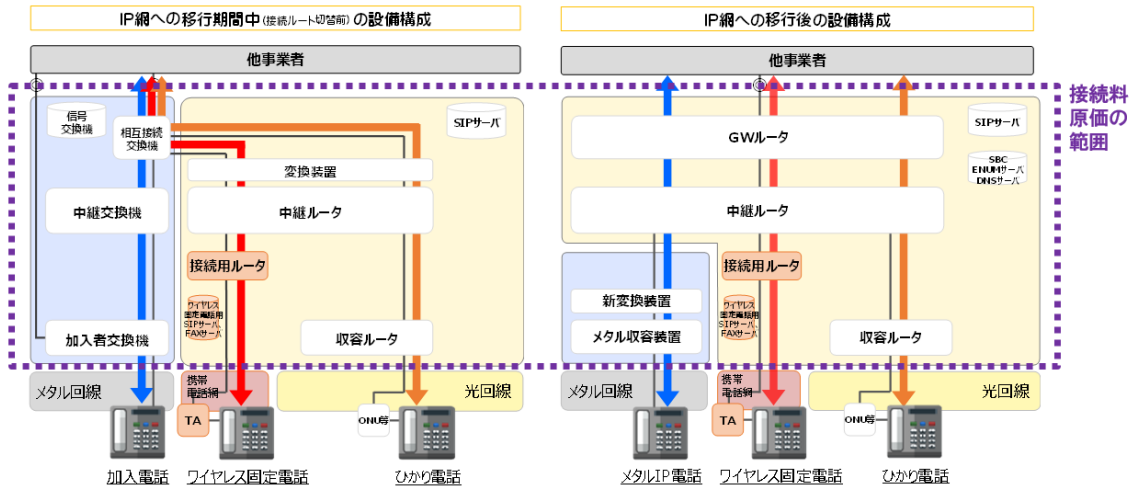 IP網への移行期間中(接続ルート切替前)の設備構成
他事業者
信号
交換機
相互接続
交換機
SIPサーバ
変換装置
中継交換機
中継ルータ
接続用ルータ
ワイヤレス
固定電話用
SIPサーバ、
FAXサーバ
加入者交換機
収容ルータ
メタル回線
携帯
電話網
光回線
TA
ONU等
加入電話
ワイヤレス固定電話
ひかり電話
IP網への移行後の設備構成
他事業者
接続料
原価の
範囲
SIPサーバ
GWルータ
SBC
ENUMサーバ
DNSサーバ
中継ルータ
接続用ルータ
新変換装置
ワイヤレス
固定電話用
SIPサーバ、
FAXサーバ
メタル収容装置
収容ルータ
メタル回線
携帯
電話網
光回線
TA
ONU等
メタルIP電話
ワイヤレス固定電話
ひかり電話